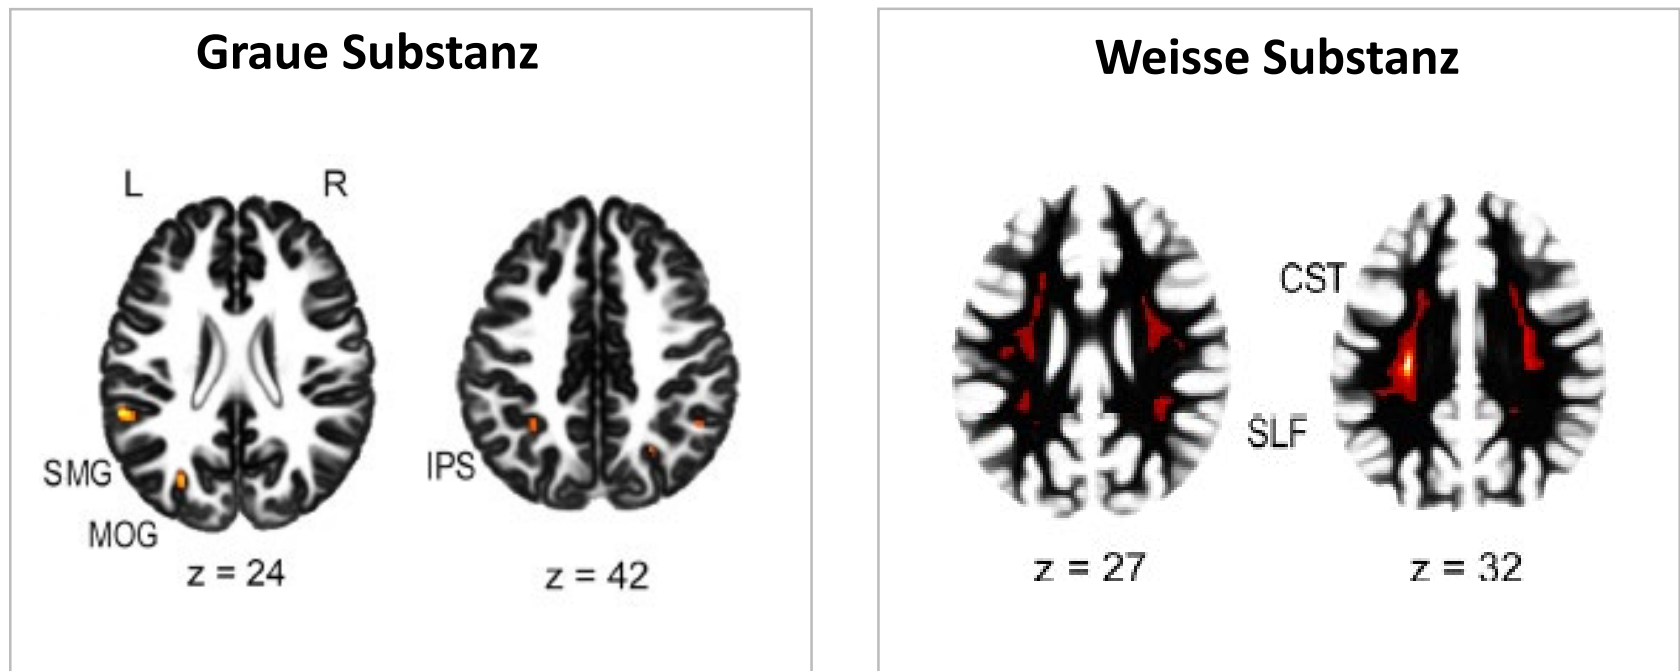 Graue Substanz
L
R
SMG
MOG
IPS
z = 24
z = 42
Weisse Substanz
CST
SLF
z = 27
z = 32